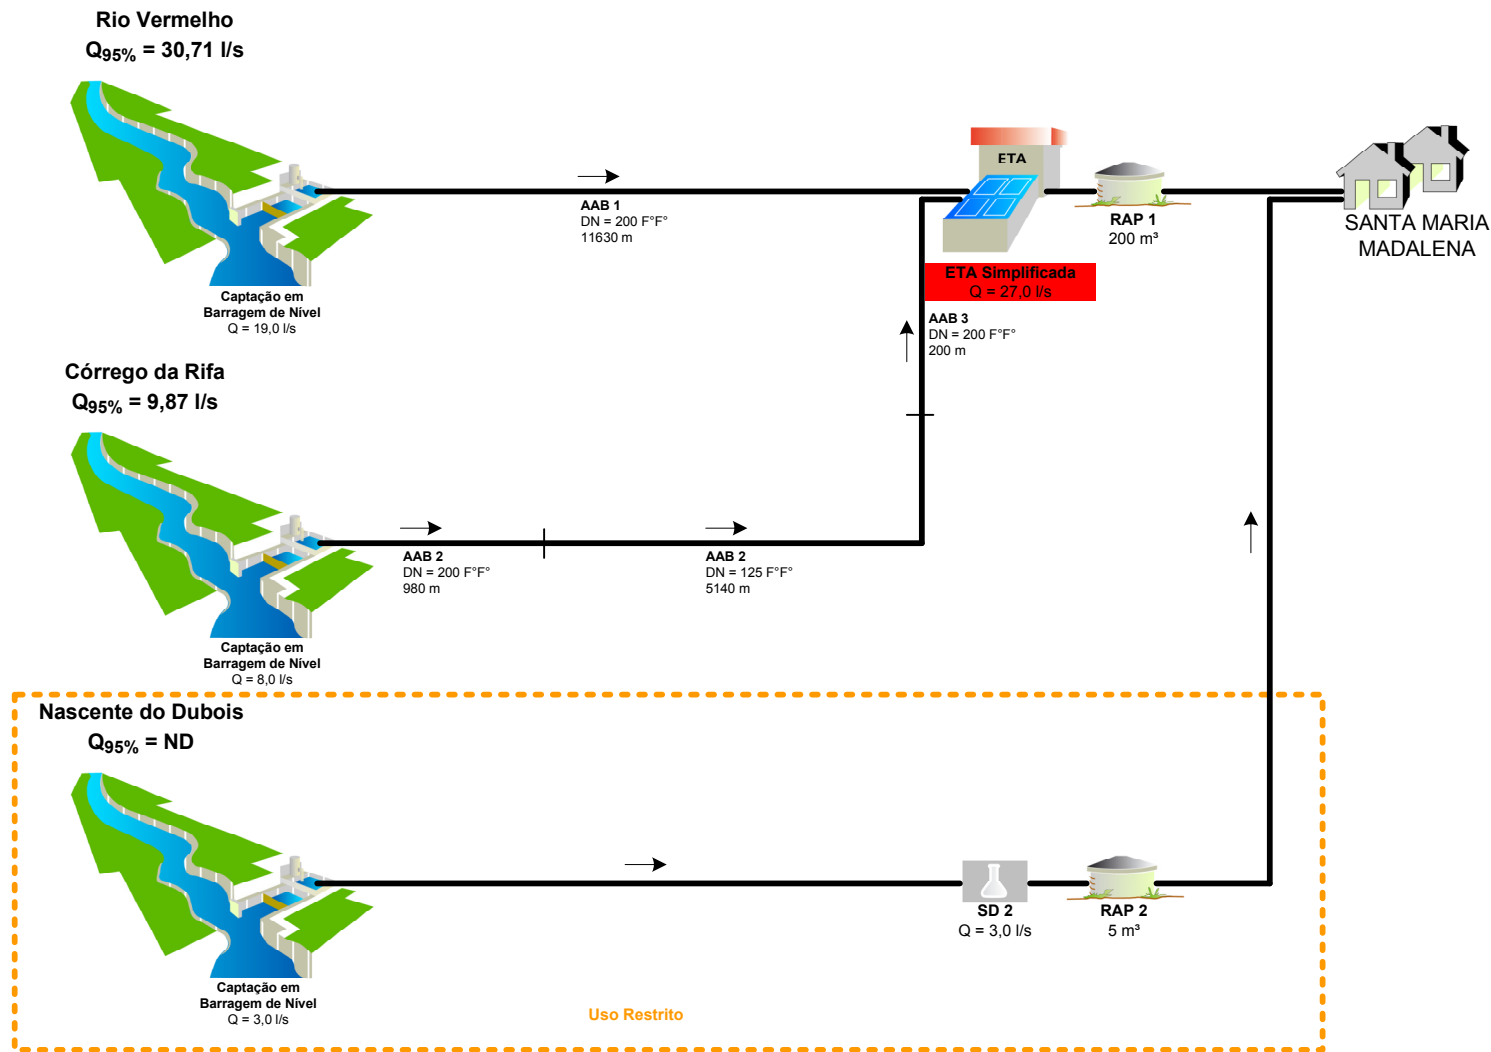 Rio Vermelho
Q95% = 30,71 l/s
Captação em
Barragem de Nível
Q = 19,0 l/s
AAB 1
DN = 200 F°F°
11630 m
ETA
ETA Simplificada
Q = 27,0 l/s
RAP 1
200 m³
SANTA MARIA
MADALENA
AAB 3
DN = 200 F°F°
200 m
Córrego da Rifa
Q95% = 9,87 l/s
Captação em
Barragem de Nível
Q = 8,0 l/s
AAB 2
DN = 200 F°F°
980 m
AAB 2
DN = 125 F°F°
5140 m
Nascente do Dubois
Q95% = ND
Captação em
Barragem de Nível
Q = 3,0 l/s
SD 2
Q = 3,0 l/s
RAP 2
5 m³
Uso Restrito